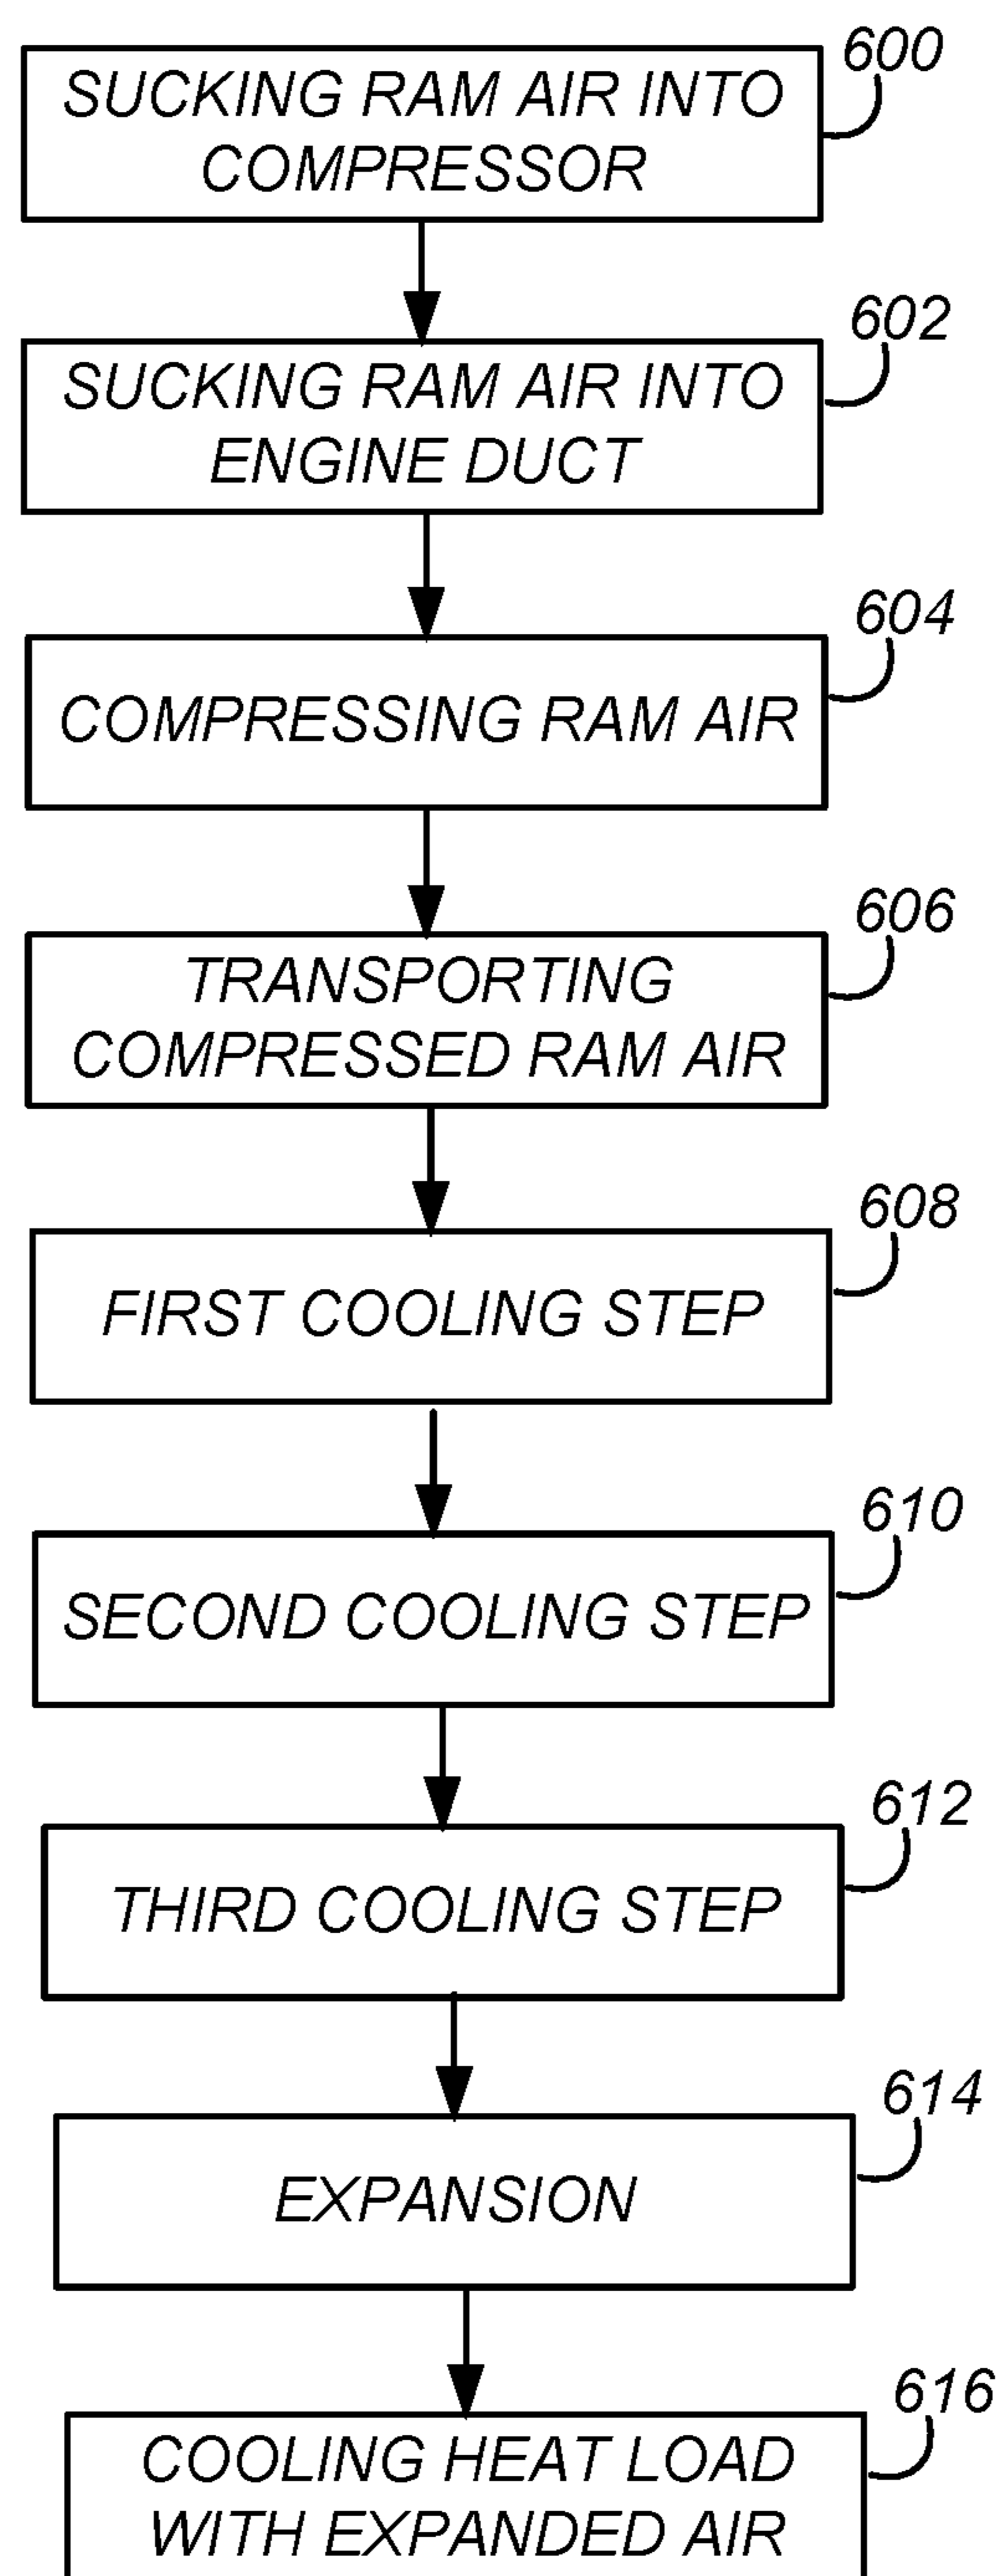 600
SUCKING RAM AIR INTO
COMPRESSOR
602
SUCKING RAM AIR INTO
ENGINE DUCT
604
COMPRESSING RAM AIR
606
TRANSPORTING
COMPRESSED RAM AIR
608
FIRST COOLING STEP
610
SECOND COOLING STEP
612
THIRD COOLING STEP
614
EXPANSION
616
COOLING HEAT LOAD
WITH EXPANDED AIR